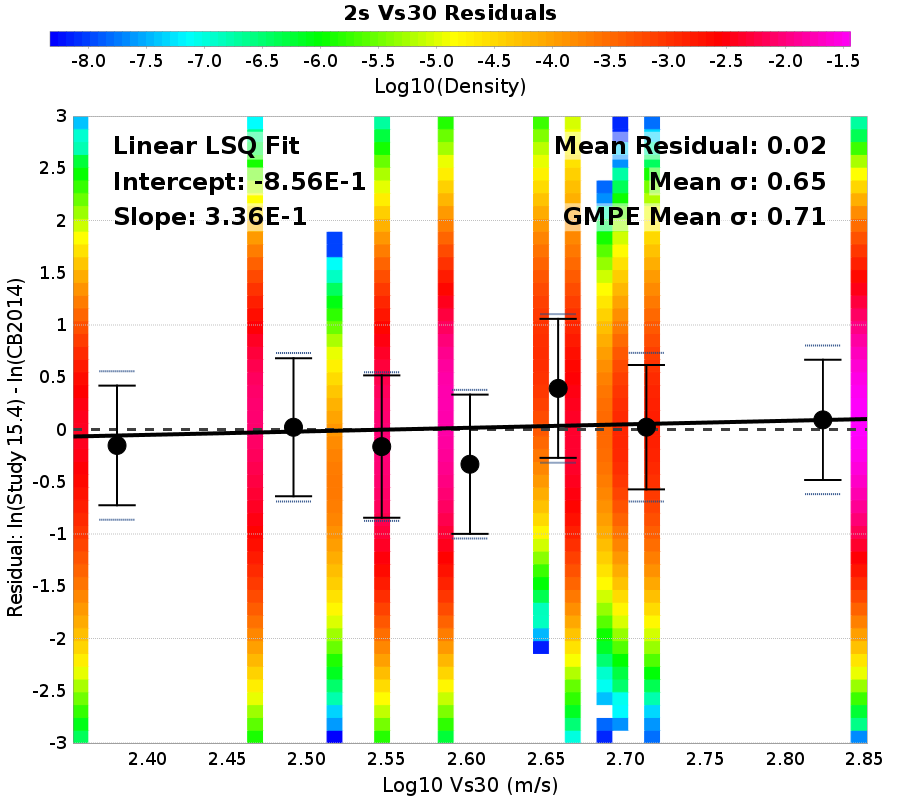 2s Vs30 Residuals
-8.0 -7.5 -7.0 -6.5 -6.0 -5.5 -5.0 -4.5 -4.0 -3.5 -3.0 -2.5 -2.0 -1.5
Log10(Density)
Linear LSQ Fit
Intercept: -8.56E-1
Slope: 3.36E-1
Mean Residual: 0.02
Mean σ: 0.65
GMPE Mean σ: 0.71
Residual: ln(Study 15.4) - ln(CB2014)
3
2.5
2
1.5
1
0.5
0
-0.5
-1
-1.5
-2
-2.5
-3
2.40 2.45 2.50 2.55 2.60 2.65 2.70 2.75 2.80 2.85
Log10 Vs30 (m/s)